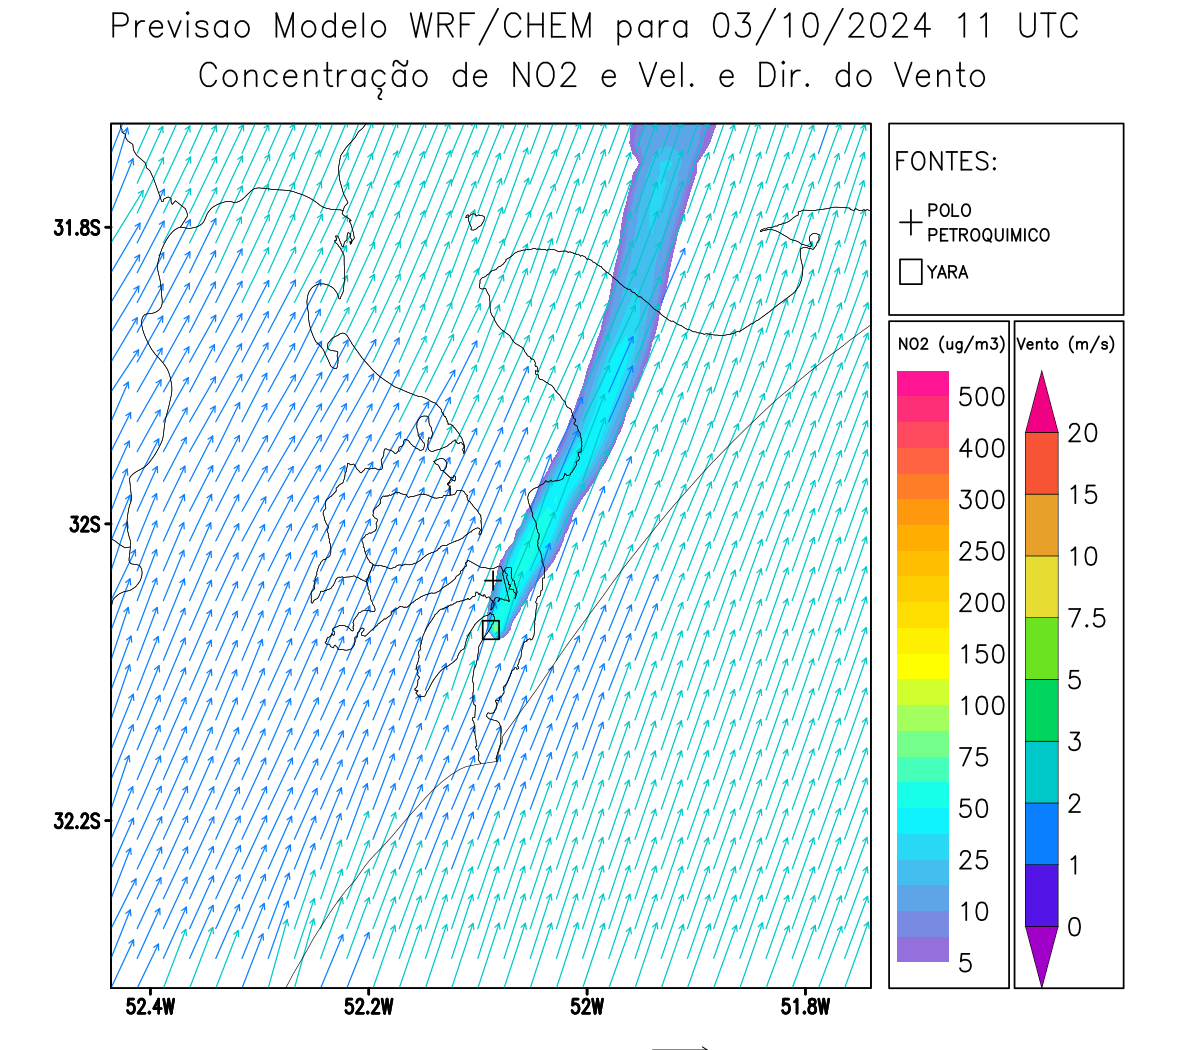 Previsao Modelo WRF/CHEM para 03/10/2024 11 UTC
Concentração de NO2 e Vel. e Dir. do Vento
FONTES:
POLO
PETROQUIMICO
YARA
31.8S
32S
32.2S
52.4W
52.2W
52W
51.8W
NO2 (ug/m3)
500
400
300
250
200
150
100
75
50
25
10
5
Vento (m/s)
20
15
10
7.5
5
3
2
1
0